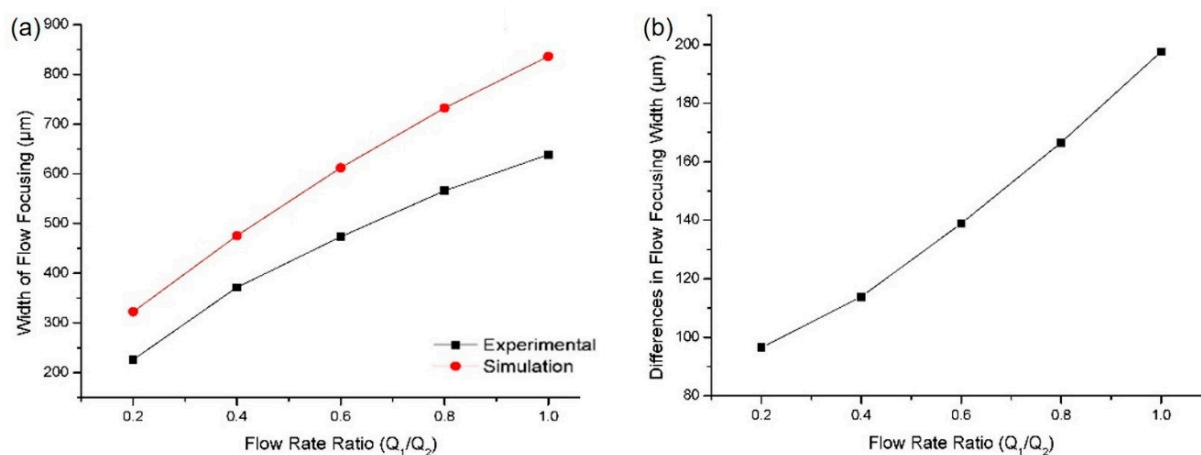 (a)
900
800
700
600
500
400
300
200
Width of Flow Focusing (µm)
Experimental
Simulation
0.2 0.4 0.6 0.8 1.0
Flow Rate Ratio (Q₁/Q₂)
(b)
200
180
160
140
120
100
80
Differences in Flow Focusing Width (µm)
0.2 0.4 0.6 0.8 1.0
Flow Rate Ratio (Q₁/Q₂)